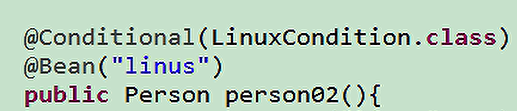 @Conditional(LinuxCondition.class)
@Bean("linus")
public Person person02(){